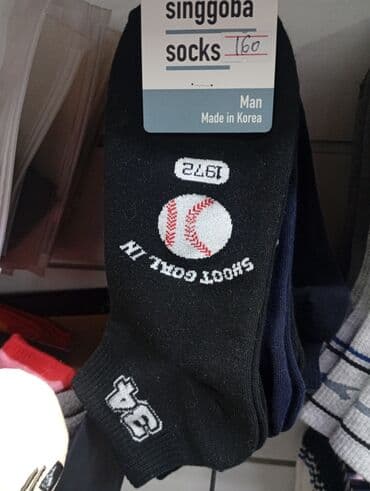 singgoba
socks 160
Man
Made in Korea
1972
SHOOT GOAL IN
34